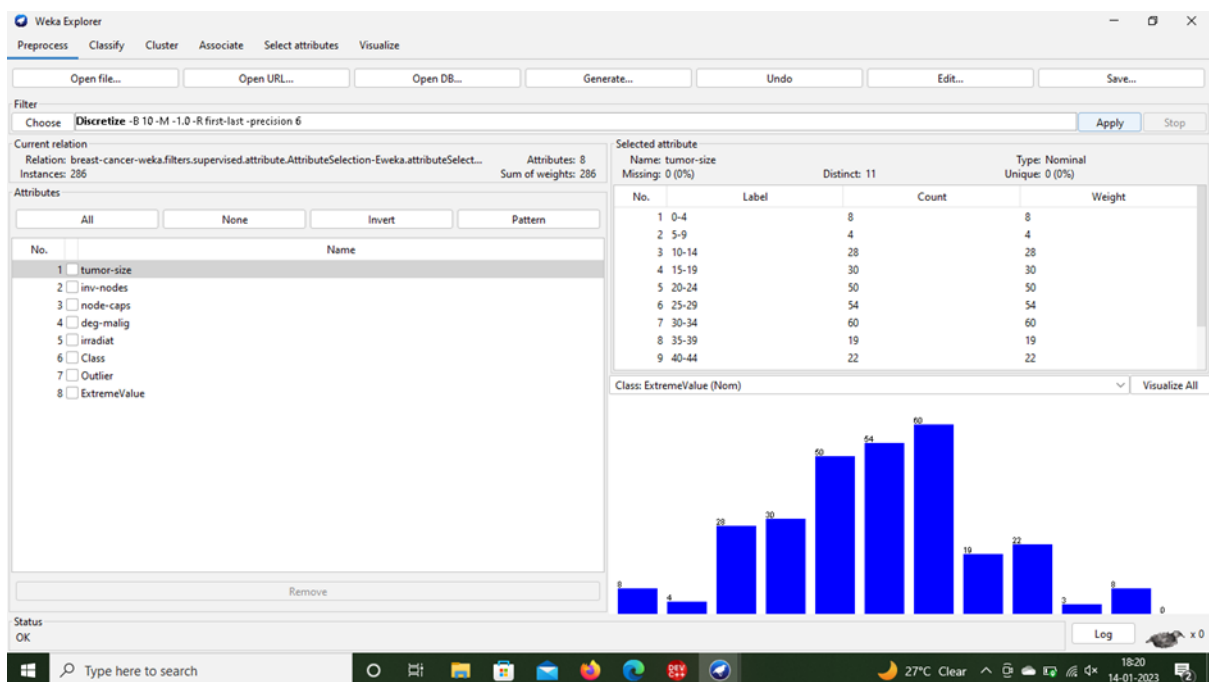 Weka Explorer
Preprocess Classify Cluster Associate Select attributes Visualize
Open file... Open URL... Open DB... Generate... Undo Edit... Save...
Filter
Choose Discretize -B 10 -M -1.0 -R first-last -precision 6 Apply Stop
Current relation
Relation: breast-cancer-weka.filters.supervised.attribute.AttributeSelection-Eweka.attributeSelect... Attributes: 8
Instances: 286 Sum of weights: 286
Selected attribute
Name: tumor-size Type: Nominal
Missing: 0 (0%) Distinct: 11 Unique: 0 (0%)
Attributes
All None Invert Pattern
No. Name
1 tumor-size
2 inv-nodes
3 node-caps
4 deg-malig
5 irradiat
6 Class
7 Outlier
8 ExtremeValue
Remove
No. Label Count Weight
1 0-4 8 8
2 5-9 4 4
3 10-14 28 28
4 15-19 30 30
5 20-24 50 50
6 25-29 54 54
7 30-34 60 60
8 35-39 19 19
9 40-44 22 22
Class: ExtremeValue (Nom) Visualize All
8 4 28 30 50 54 60 19 22 3 8 0
Status
OK
Log x 0
Type here to search
DEV C++
27°C Clear
18:20
14-01-2023
2